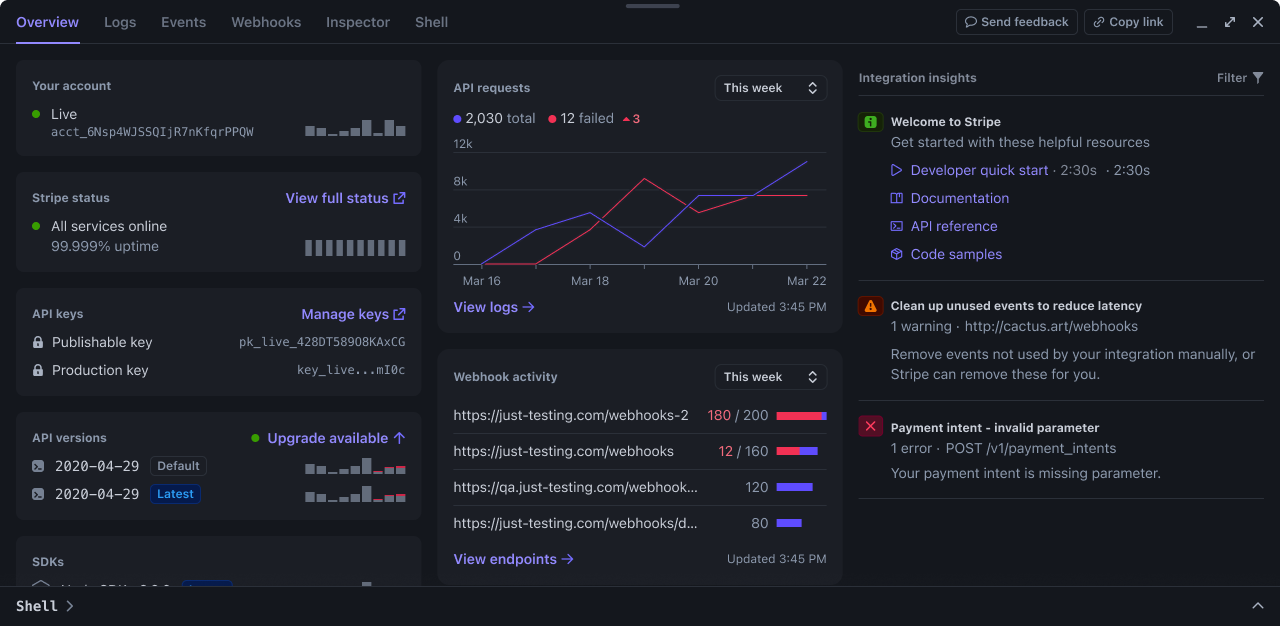 Overview Logs Events Webhooks Inspector Shell Send feedback Copy link
Your account
Live
acct_6Nsp4WJSSQIjR7nKfqrPPQW
Stripe status View full status
All services online
99.999% uptime
API keys Manage keys
Publishable key pk_live_428DT589O8KAxCG
Production key key_live...mI0c
API versions Upgrade available
2020-04-29 Default
2020-04-29 Latest
SDKs
API requests This week
2,030 total 12 failed 3
12k
8k
4k
0
Mar 16 Mar 18 Mar 20 Mar 22
View logs Updated 3:45 PM
Webhook activity This week
https://just-testing.com/webhooks-2 180 / 200
https://just-testing.com/webhooks 12 / 160
https://qa.just-testing.com/webhook... 120
https://just-testing.com/webhooks/d... 80
View endpoints Updated 3:45 PM
Integration insights Filter
Welcome to Stripe
Get started with these helpful resources
Developer quick start · 2:30s · 2:30s
Documentation
API reference
Code samples
Clean up unused events to reduce latency
1 warning · http://cactus.art/webhooks
Remove events not used by your integration manually, or
Stripe can remove these for you.
Payment intent - invalid parameter
1 error · POST /v1/payment_intents
Your payment intent is missing parameter.
Shell